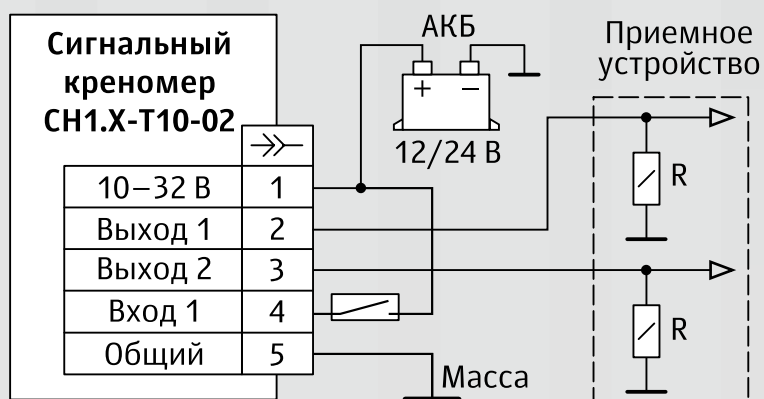 Сигнальный
креномер
СН1.Х-Т10-02
АКБ
+ −
12/24 В
Приемное
устройство
10−32 В 1
Выход 1 2
Выход 2 3
Вход 1 4
Общий 5
R
R
Масса